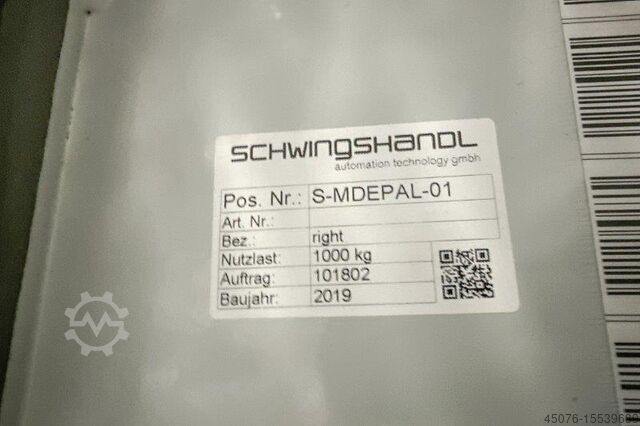 SCHWINGSHANDL
automation technology gmbh
Pos. Nr.: S-MDEPAL-01
Art. Nr.:
Bez.: right
Nutzlast: 1000 kg
Auftrag: 101802
Baujahr: 2019
45076-15539689